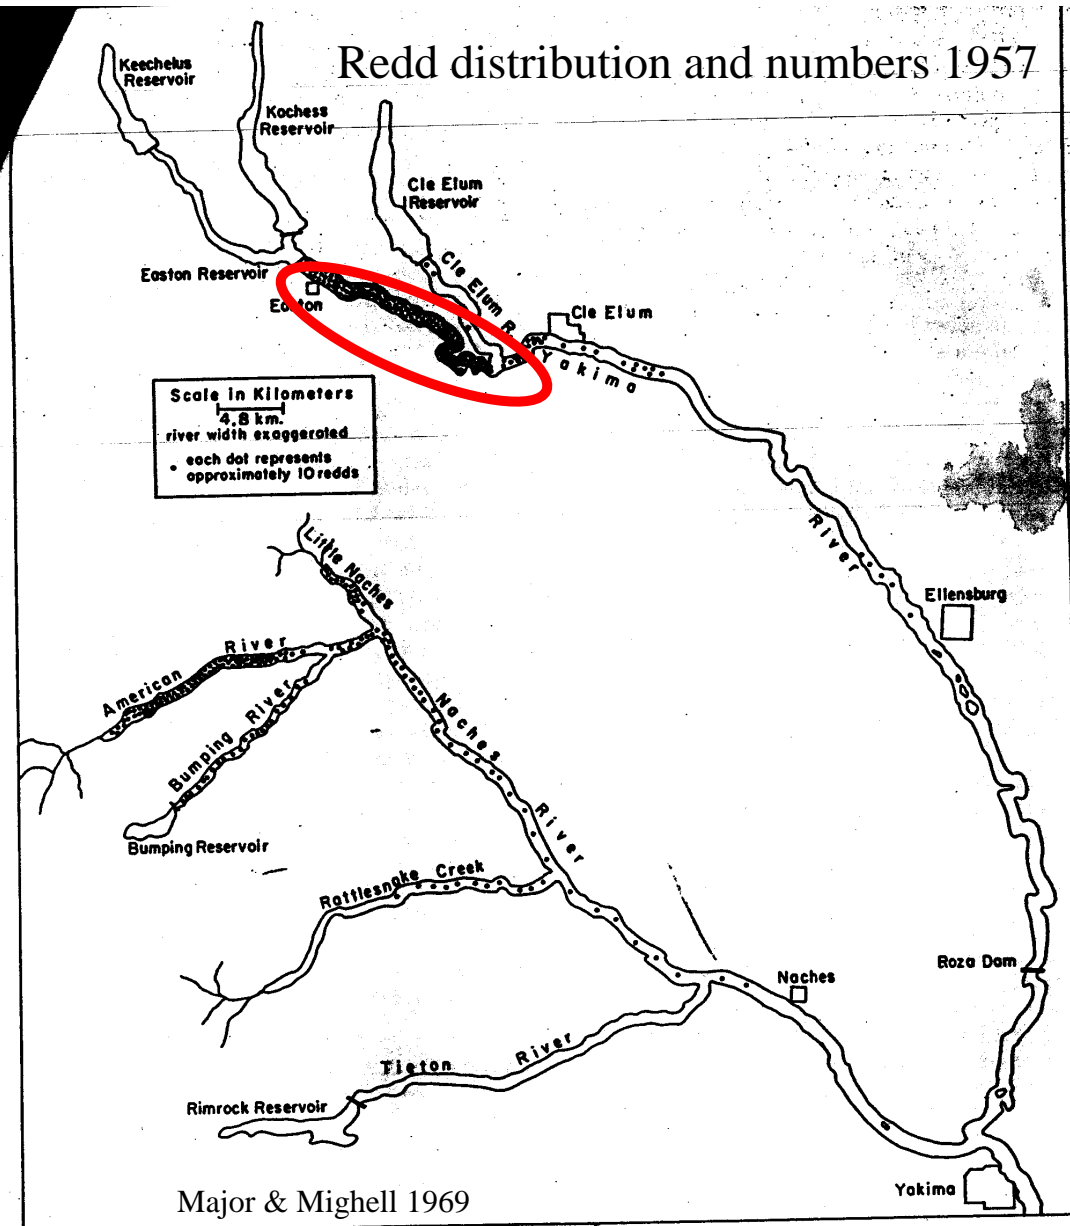 Redd distribution and numbers 1957
Keechelus
Reservoir
Kachess
Reservoir
Cle Elum
Reservoir
Cle Elum R.
Easton Reservoir
Easton
Cle Elum
Yakima
River
Scale in Kilometers
4.8 km.
river width exaggerated
• each dot represents
approximately 10 redds
Little Naches
Ellensburg
American River
Bumping River
Naches River
Bumping Reservoir
Rattlesnake Creek
Roza Dam
Naches
Tieton River
Rimrock Reservoir
Yakima
Major & Mighell 1969